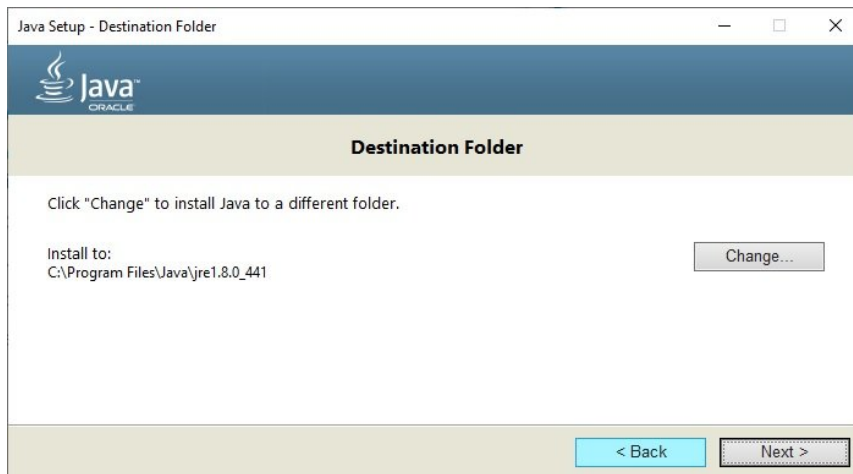 Java Setup - Destination Folder
Java™
ORACLE
Destination Folder
Click "Change" to install Java to a different folder.
Install to:
C:\Program Files\Java\jre1.8.0_441
Change...
< Back
Next >